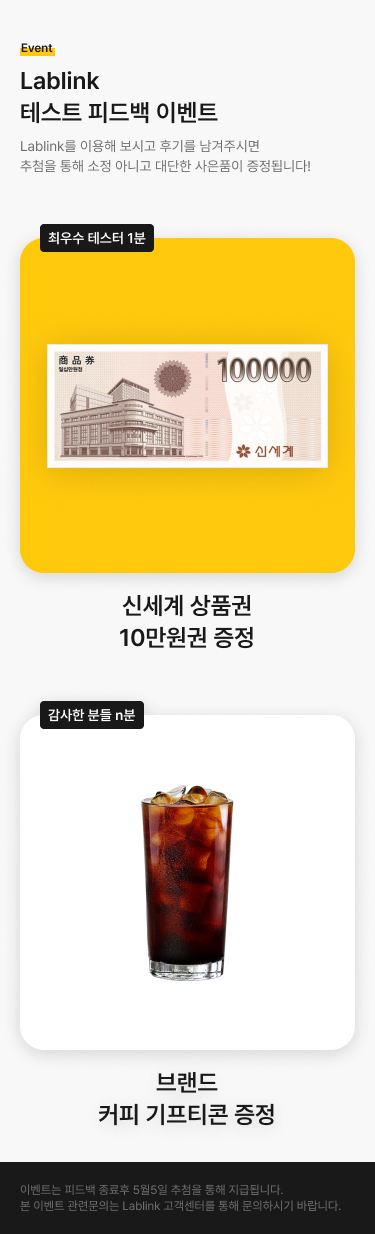 Event
Lablink
테스트 피드백 이벤트
Lablink를 이용해 보시고 후기를 남겨주시면
추첨을 통해 소정 아니고 대단한 사은품이 증정됩니다!
최우수 테스터 1분
商品券
100000
신세계
신세계 상품권
10만원권 증정
감사한 분들 n분
브랜드
커피 기프티콘 증정
이벤트는 피드백 종료후 5월5일 추첨을 통해 지급됩니다.
본 이벤트 관련문의는 Lablink 고객센터를 통해 문의하시기 바랍니다.